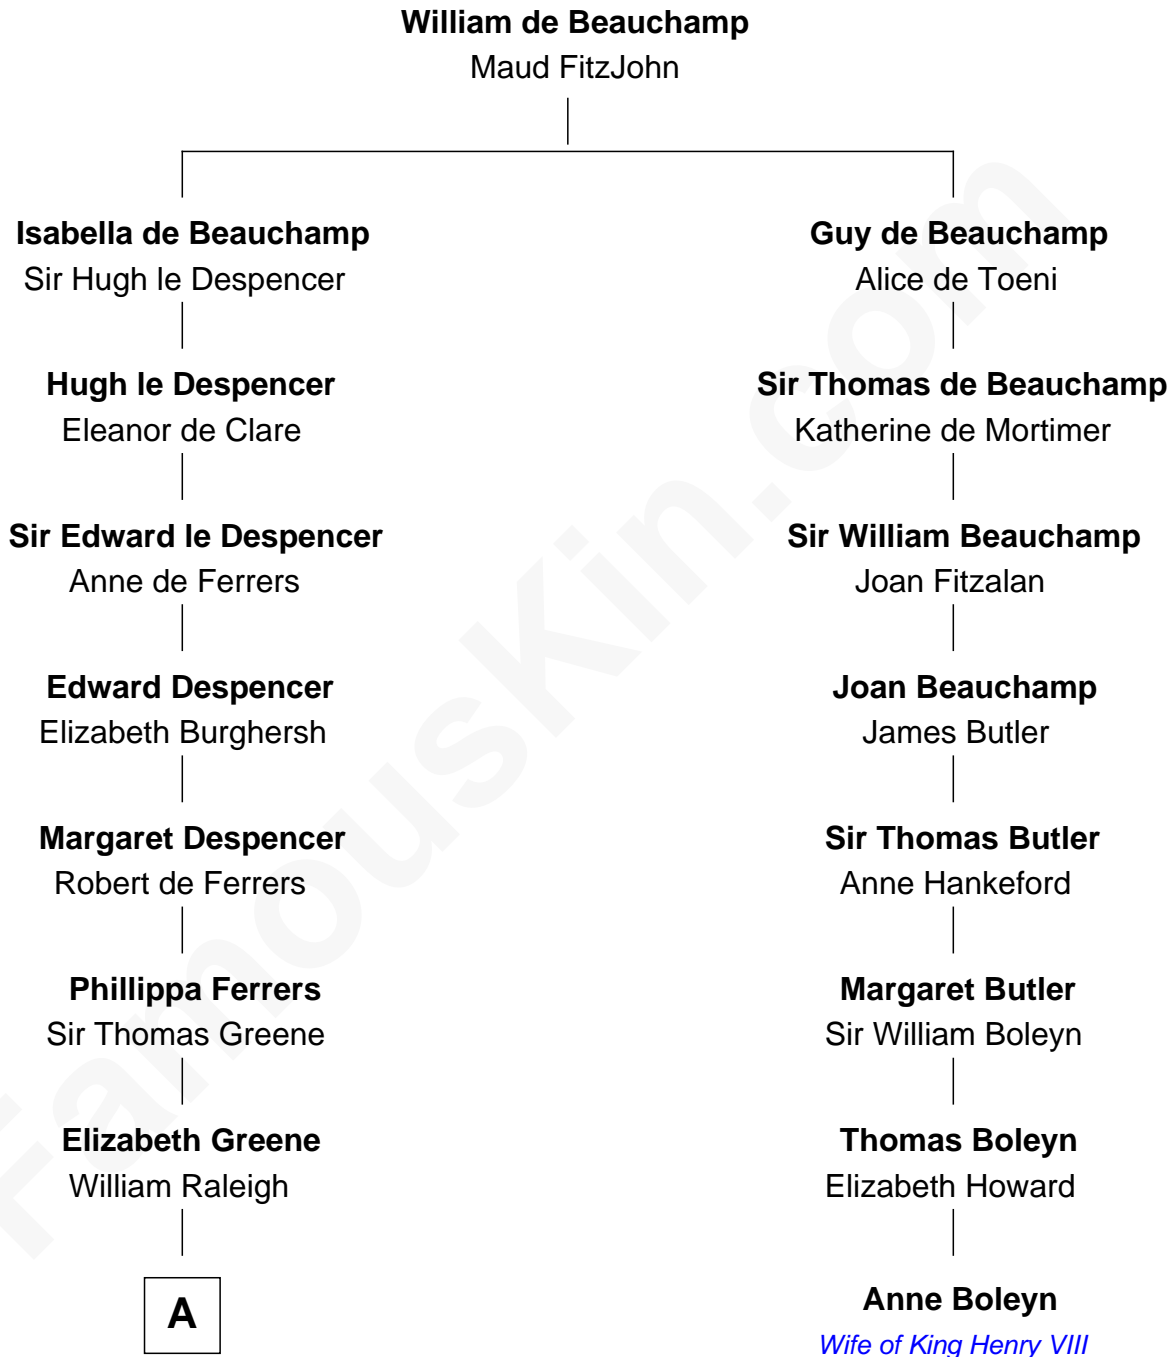 William de Beauchamp
Maud FitzJohn
Isabella de Beauchamp
Sir Hugh le Despencer
Hugh le Despencer
Eleanor de Clare
Sir Edward le Despencer
Anne de Ferrers
Edward Despencer
Elizabeth Burghersh
Margaret Despencer
Robert de Ferrers
Phillippa Ferrers
Sir Thomas Greene
Elizabeth Greene
William Raleigh
A
Guy de Beauchamp
Alice de Toeni
Sir Thomas de Beauchamp
Katherine de Mortimer
Sir William Beauchamp
Joan Fitzalan
Joan Beauchamp
James Butler
Sir Thomas Butler
Anne Hankeford
Margaret Butler
Sir William Boleyn
Thomas Boleyn
Elizabeth Howard
Anne Boleyn
Wife of King Henry VIII
FamousKin.com